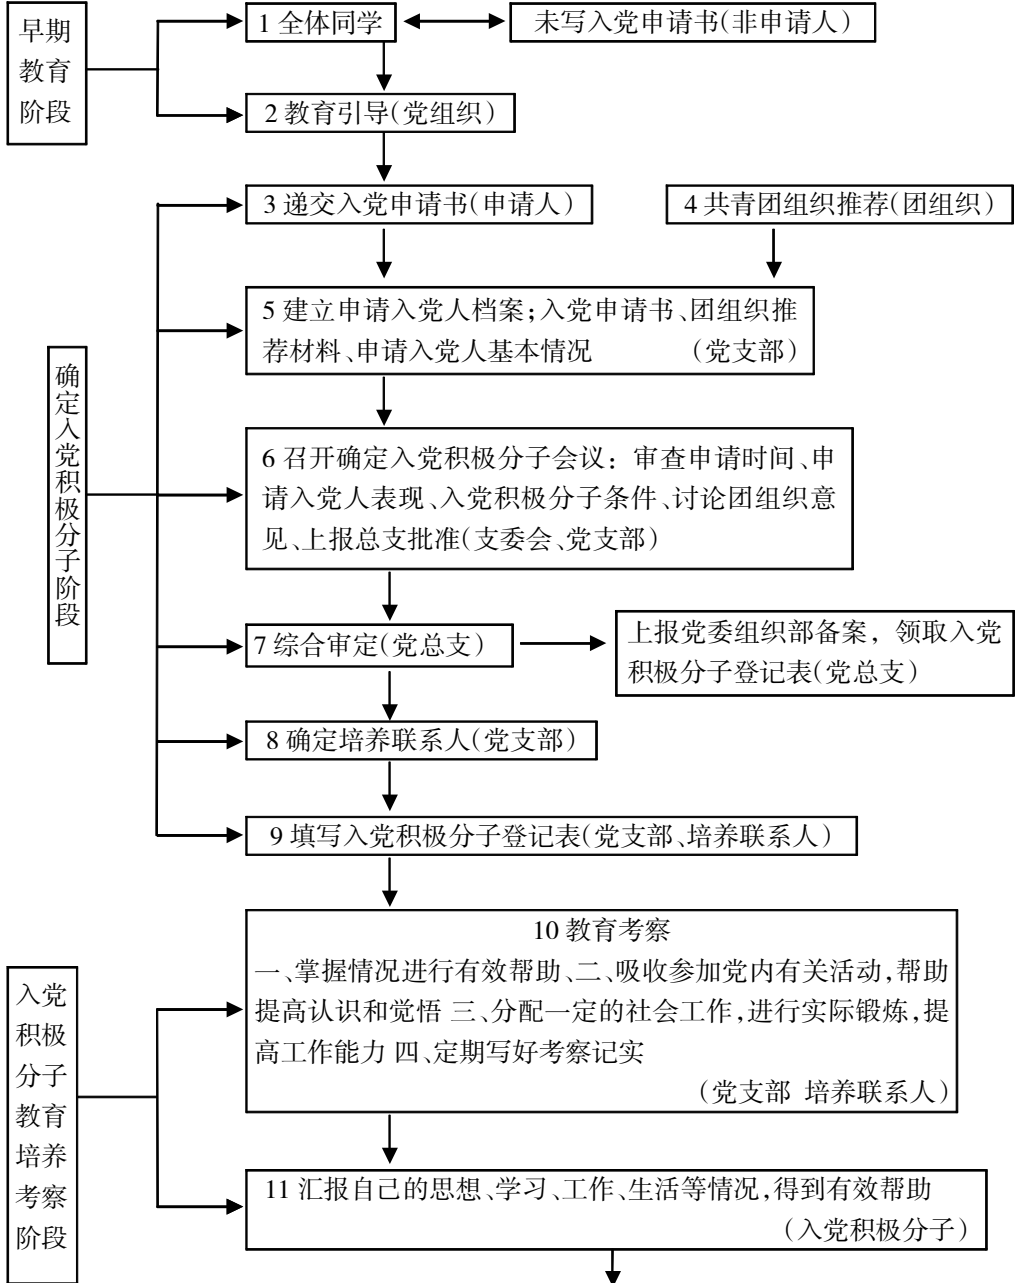 早期
教育
阶段
1 全体同学
未写入党申请书(非申请人)
2 教育引导(党组织)
确定入党积极分子阶段
3 递交入党申请书(申请人)
4 共青团组织推荐(团组织)
5 建立申请入党人档案;入党申请书、团组织推
荐材料、申请入党人基本情况 (党支部)
6 召开确定入党积极分子会议: 审查申请时间、申
请入党人表现、入党积极分子条件、讨论团组织意
见、上报总支批准(支委会、党支部)
7 综合审定(党总支)
上报党委组织部备案, 领取入党
积极分子登记表(党总支)
8 确定培养联系人(党支部)
9 填写入党积极分子登记表(党支部、培养联系人)
入党
积极
分子
教育
培养
考察
阶段
10 教育考察
一、掌握情况进行有效帮助、二、吸收参加党内有关活动,帮助
提高认识和觉悟 三、分配一定的社会工作,进行实际锻炼,提
高工作能力 四、定期写好考察记实
(党支部 培养联系人)
11 汇报自己的思想、学习、工作、生活等情况,得到有效帮助
(入党积极分子)